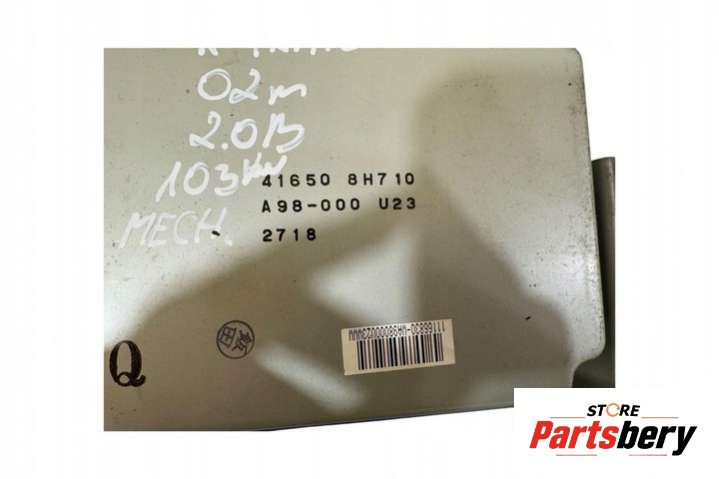 02m
2.0B
103kw
MECH.
41650 8H710
A98-000 U23
2718
Q
STORE
Partsbery